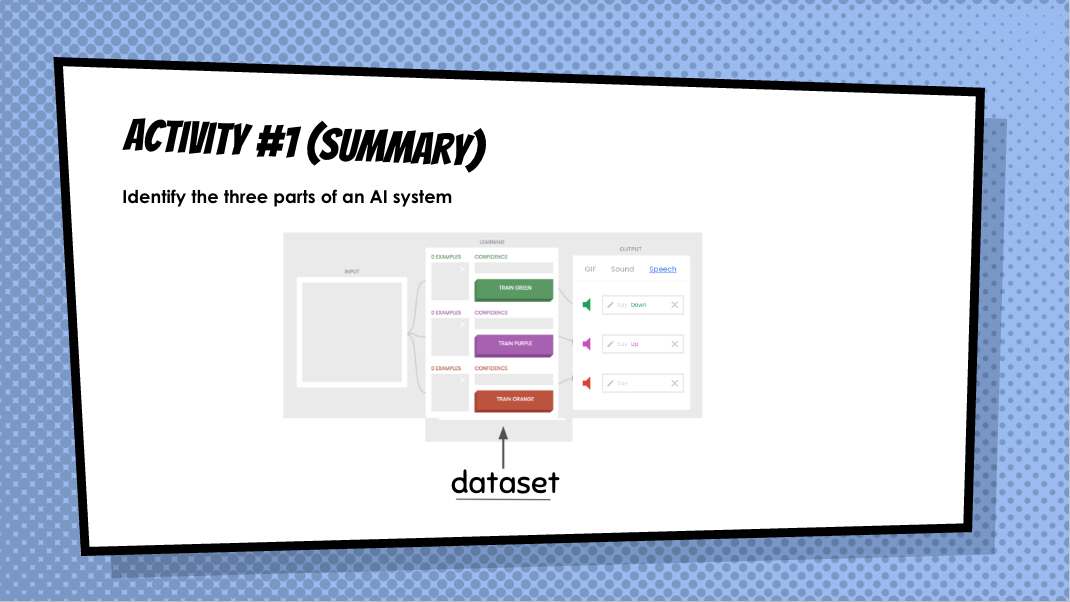 ACTIVITY #1 (SUMMARY)
Identify the three parts of an AI system
LEARNING
OUTPUT
INPUT
0 EXAMPLES CONFIDENCE
TRAIN GREEN
0 EXAMPLES CONFIDENCE
TRAIN PURPLE
0 EXAMPLES CONFIDENCE
TRAIN ORANGE
GIF Sound Speech
Say Down
Say Up
Say
dataset